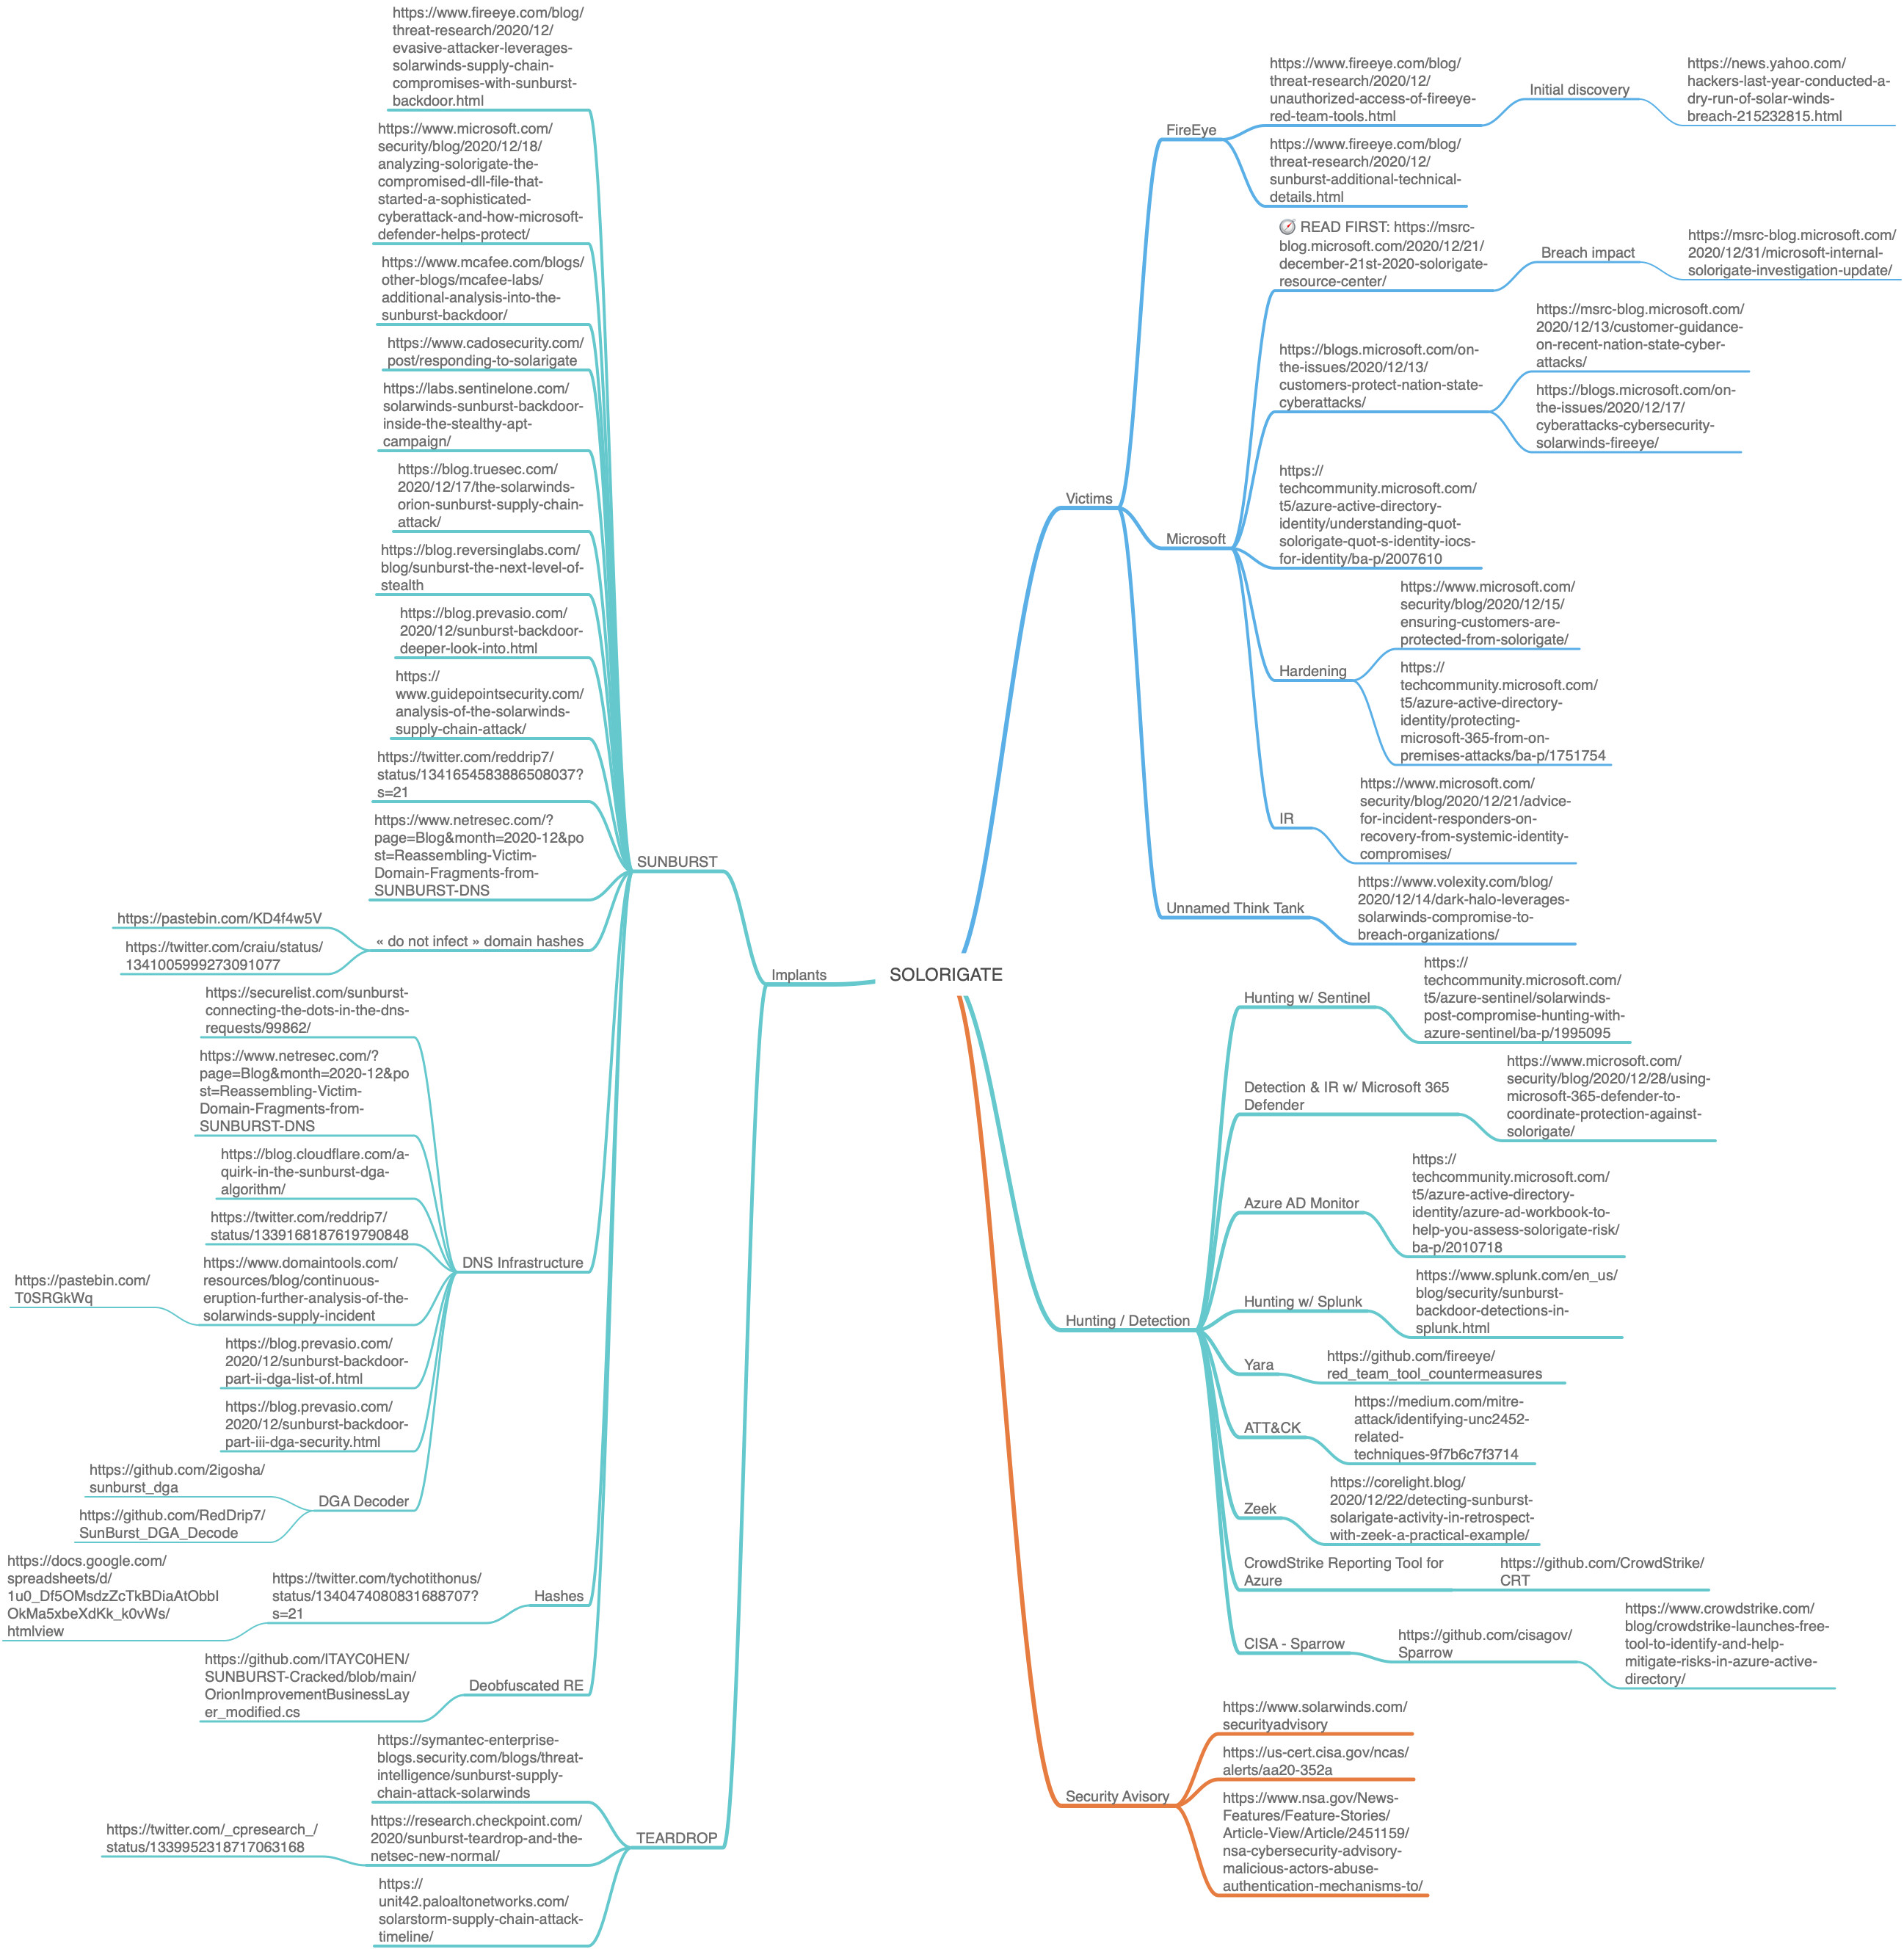 https://www.fireeye.com/blog/
threat-research/2020/12/
evasive-attacker-leverages-
solarwinds-supply-chain-
compromises-with-sunburst-
backdoor.html
https://www.microsoft.com/
security/blog/2020/12/18/
analyzing-solorigate-the-
compromised-dll-file-that-
started-a-sophisticated-
cyberattack-and-how-microsoft-
defender-helps-protect/
https://www.mcafee.com/blogs/
other-blogs/mcafee-labs/
additional-analysis-into-the-
sunburst-backdoor/
https://www.cadosecurity.com/
post/responding-to-solarigate
https://labs.sentinelone.com/
solarwinds-sunburst-backdoor-
inside-the-stealthy-apt-
campaign/
https://blog.truesec.com/
2020/12/17/the-solarwinds-
orion-sunburst-supply-chain-
attack/
https://blog.reversinglabs.com/
blog/sunburst-the-next-level-of-
stealth
https://blog.prevasio.com/
2020/12/sunburst-backdoor-
deeper-look-into.html
https://
www.guidepointsecurity.com/
analysis-of-the-solarwinds-
supply-chain-attack/
https://twitter.com/reddrip7/
status/1341654583886508037?
s=21
https://www.netresec.com/?
page=Blog&month=2020-12&po
st=Reassembling-Victim-
Domain-Fragments-from-
SUNBURST-DNS
SUNBURST
https://pastebin.com/KD4f4w5V
https://twitter.com/craiu/status/
1341005999273091077
« do not infect » domain hashes
https://securelist.com/sunburst-
connecting-the-dots-in-the-dns-
requests/99862/
https://www.netresec.com/?
page=Blog&month=2020-12&po
st=Reassembling-Victim-
Domain-Fragments-from-
SUNBURST-DNS
https://blog.cloudflare.com/a-
quirk-in-the-sunburst-dga-
algorithm/
https://twitter.com/reddrip7/
status/1339168187619790848
DNS Infrastructure
https://www.domaintools.com/
resources/blog/continuous-
eruption-further-analysis-of-the-
solarwinds-supply-incident
https://pastebin.com/
T0SRGkWq
https://blog.prevasio.com/
2020/12/sunburst-backdoor-
part-ii-dga-list-of.html
https://blog.prevasio.com/
2020/12/sunburst-backdoor-
part-iii-dga-security.html
https://github.com/2igosha/
sunburst_dga
https://github.com/RedDrip7/
SunBurst_DGA_Decode
DGA Decoder
https://docs.google.com/
spreadsheets/d/
1u0_Df5OMsdzZcTkBDiaAtObbI
OkMa5xbeXdKk_k0vWs/
htmlview
https://twitter.com/tychotithonus/
status/1340474080831688707?
s=21
Hashes
https://github.com/ITAYC0HEN/
SUNBURST-Cracked/blob/main/
OrionImprovementBusinessLay
er_modified.cs
Deobfuscated RE
https://symantec-enterprise-
blogs.security.com/blogs/threat-
intelligence/sunburst-supply-
chain-attack-solarwinds
https://twitter.com/_cpresearch_/
status/1339952318717063168
https://research.checkpoint.com/
2020/sunburst-teardrop-and-the-
netsec-new-normal/
TEARDROP
https://
unit42.paloaltonetworks.com/
solarstorm-supply-chain-attack-
timeline/
Implants
SOLORIGATE
Victims
FireEye
https://www.fireeye.com/blog/
threat-research/2020/12/
unauthorized-access-of-fireeye-
red-team-tools.html
Initial discovery
https://news.yahoo.com/
hackers-last-year-conducted-a-
dry-run-of-solar-winds-
breach-215232815.html
https://www.fireeye.com/blog/
threat-research/2020/12/
sunburst-additional-technical-
details.html
Microsoft
READ FIRST: https://msrc-
blog.microsoft.com/2020/12/21/
december-21st-2020-solorigate-
resource-center/
Breach impact
https://msrc-blog.microsoft.com/
2020/12/31/microsoft-internal-
solorigate-investigation-update/
https://blogs.microsoft.com/on-
the-issues/2020/12/13/
customers-protect-nation-state-
cyberattacks/
https://msrc-blog.microsoft.com/
2020/12/13/customer-guidance-
on-recent-nation-state-cyber-
attacks/
https://blogs.microsoft.com/on-
the-issues/2020/12/17/
cyberattacks-cybersecurity-
solarwinds-fireeye/
https://
techcommunity.microsoft.com/
t5/azure-active-directory-
identity/understanding-quot-
solorigate-quot-s-identity-iocs-
for-identity/ba-p/2007610
Hardening
https://www.microsoft.com/
security/blog/2020/12/15/
ensuring-customers-are-
protected-from-solorigate/
https://
techcommunity.microsoft.com/
t5/azure-active-directory-
identity/protecting-
microsoft-365-from-on-
premises-attacks/ba-p/1751754
IR
https://www.microsoft.com/
security/blog/2020/12/21/advice-
for-incident-responders-on-
recovery-from-systemic-identity-
compromises/
Unnamed Think Tank
https://www.volexity.com/blog/
2020/12/14/dark-halo-leverages-
solarwinds-compromise-to-
breach-organizations/
Hunting / Detection
Hunting w/ Sentinel
https://
techcommunity.microsoft.com/
t5/azure-sentinel/solarwinds-
post-compromise-hunting-with-
azure-sentinel/ba-p/1995095
Detection & IR w/ Microsoft 365
Defender
https://www.microsoft.com/
security/blog/2020/12/28/using-
microsoft-365-defender-to-
coordinate-protection-against-
solorigate/
Azure AD Monitor
https://
techcommunity.microsoft.com/
t5/azure-active-directory-
identity/azure-ad-workbook-to-
help-you-assess-solorigate-risk/
ba-p/2010718
Hunting w/ Splunk
https://www.splunk.com/en_us/
blog/security/sunburst-
backdoor-detections-in-
splunk.html
Yara
https://github.com/fireeye/
red_team_tool_countermeasures
ATT&CK
https://medium.com/mitre-
attack/identifying-unc2452-
related-
techniques-9f7b6c7f3714
Zeek
https://corelight.blog/
2020/12/22/detecting-sunburst-
solarigate-activity-in-retrospect-
with-zeek-a-practical-example/
CrowdStrike Reporting Tool for
Azure
https://github.com/CrowdStrike/
CRT
CISA - Sparrow
https://github.com/cisagov/
Sparrow
https://www.crowdstrike.com/
blog/crowdstrike-launches-free-
tool-to-identify-and-help-
mitigate-risks-in-azure-active-
directory/
Security Avisory
https://www.solarwinds.com/
securityadvisory
https://us-cert.cisa.gov/ncas/
alerts/aa20-352a
https://www.nsa.gov/News-
Features/Feature-Stories/
Article-View/Article/2451159/
nsa-cybersecurity-advisory-
malicious-actors-abuse-
authentication-mechanisms-to/